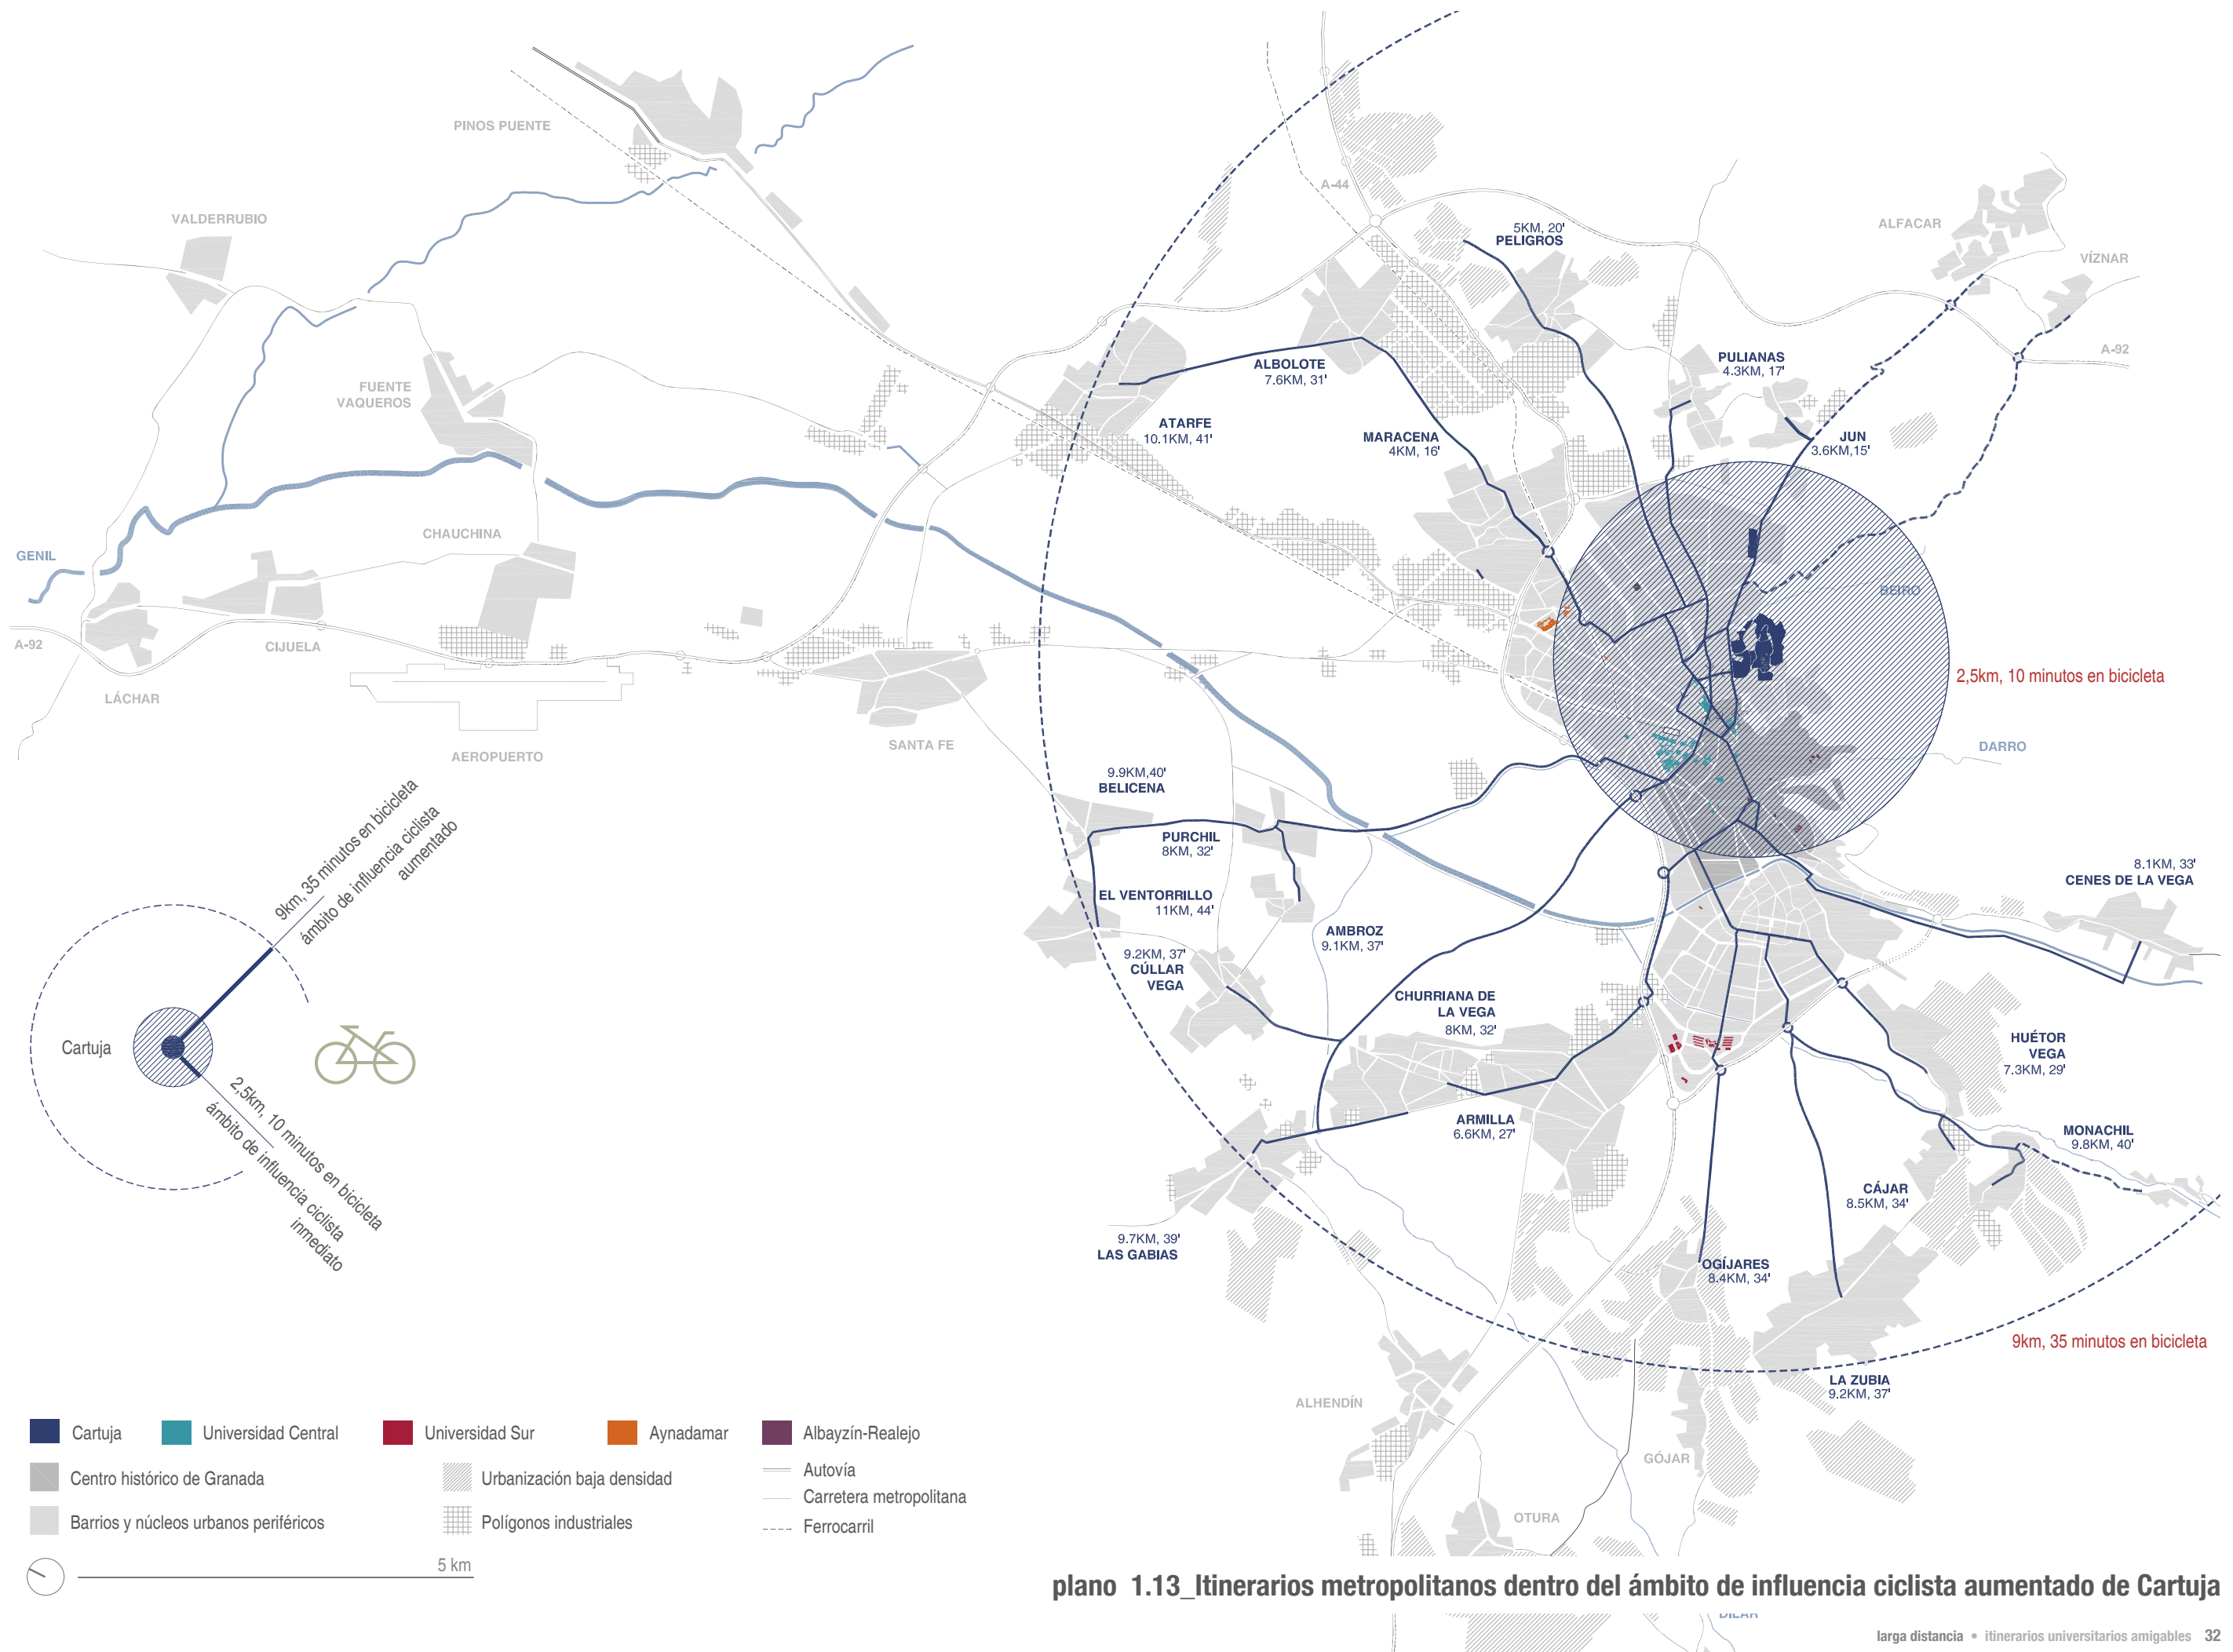 PINOS PUENTE
A-44
VALDERRUBIO
ALFACAR
5KM, 20'
PELIGROS
VÍZNAR
A-92
PULIANAS
4.3KM, 17'
ALBOLOTE
7.6KM, 31'
FUENTE
VAQUEROS
ATARFE
10.1KM, 41'
MARACENA
4KM, 16'
JUN
3.6KM,15'
CHAUCHINA
GENIL
BEIRO
A-92
CIJUELA
2,5km, 10 minutos en bicicleta
LÁCHAR
AEROPUERTO
SANTA FE
DARRO
9.9KM,40'
BELICENA
PURCHIL
8KM, 32'
8.1KM, 33'
CENES DE LA VEGA
EL VENTORRILLO
11KM, 44'
AMBROZ
9.1KM, 37'
9.2KM, 37'
CÚLLAR
VEGA
CHURRIANA DE
LA VEGA
8KM, 32'
HUÉTOR
VEGA
7.3KM, 29'
ARMILLA
6.6KM, 27'
MONACHIL
9.8KM, 40'
CÁJAR
8.5KM, 34'
9.7KM, 39'
LAS GABIAS
OGÍJARES
8.4KM, 34'
9km, 35 minutos en bicicleta
LA ZUBIA
9.2KM, 37'
ALHENDÍN
GÓJAR
OTURA
DILAR
9km, 35 minutos en bicicleta
ámbito de influencia ciclista
aumentado
Cartuja
2,5km, 10 minutos en bicicleta
ámbito de influencia ciclista
inmediato
Cartuja
Universidad Central
Universidad Sur
Aynadamar
Albayzín-Realejo
Centro histórico de Granada
Urbanización baja densidad
Autovía
Carretera metropolitana
Barrios y núcleos urbanos periféricos
Polígonos industriales
Ferrocarril
5 km
plano 1.13_Itinerarios metropolitanos dentro del ámbito de influencia ciclista aumentado de Cartuja
larga distancia • itinerarios universitarios amigables 32